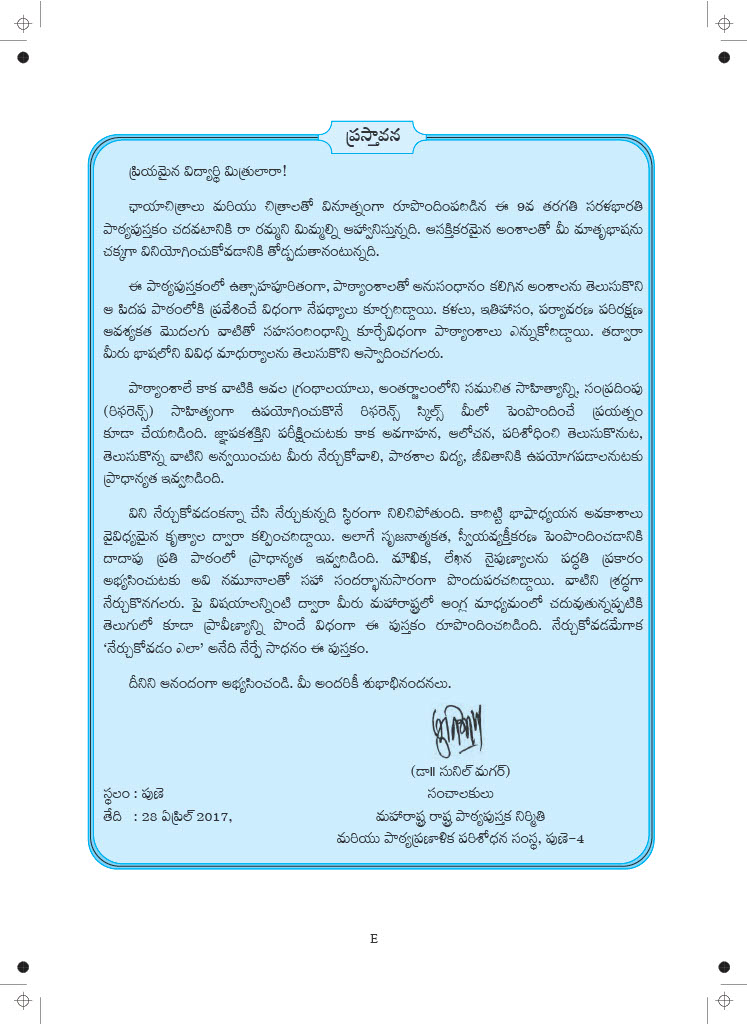 ప్రస్తావన
ప్రియమైన విద్యార్థి మిత్రులారా!
ఛాయాచిత్రాలు మరియు చిత్రాలతో వినూత్నంగా రూపొందింపబడిన ఈ 9వ తరగతి సరళభారతి
పాఠ్యపుస్తకం చదవటానికి రా రమ్మని మిమ్మల్ని ఆహ్వానిస్తున్నది. ఆసక్తికరమైన అంశాలతో మీ మాతృభాషను
చక్కగా వినియోగించుకోవడానికి తోడ్పడుతానంటున్నది.
ఈ పాఠ్యపుస్తకంలో ఉత్సాహపూరితంగా, పాఠ్యాంశాలతో అనుసంధానం కలిగిన అంశాలను తెలుసుకొని
ఆ పిదప పాఠంలోకి ప్రవేశించే విధంగా నేపథ్యాలు కూర్చబడ్డాయి. కళలు, ఇతిహాసం, పర్యావరణ పరిరక్షణ
ఆవశ్యకత మొదలగు వాటితో సహసంబంధాన్ని కూర్చేవిధంగా పాఠ్యాంశాలు ఎన్నుకోబడ్డాయి. తద్వారా
మీరు భాషలోని వివిధ మాధుర్యాలను తెలుసుకొని ఆస్వాదించగలరు.
పాఠ్యాంశాలే కాక వాటికి ఆవల గ్రంథాలయాలు, అంతర్జాలంలోని సముచిత సాహిత్యాన్ని, సంప్రదింపు
(రిఫరెన్స్) సాహిత్యంగా ఉపయోగించుకొనే రిఫరెన్స్ స్కిల్స్ మీలో పెంపొందించే ప్రయత్నం
కూడా చేయబడింది. జ్ఞాపకశక్తిని పరీక్షించుటకు కాక అవగాహన, ఆలోచన, పరిశోధించి తెలుసుకొనుట,
తెలుసుకొన్న వాటిని అన్వయించుట మీరు నేర్చుకోవాలి, పాఠశాల విద్య, జీవితానికి ఉపయోగపడాలనుటకు
ప్రాధాన్యత ఇవ్వబడింది.
విని నేర్చుకోవడంకన్నా చేసి నేర్చుకున్నది స్థిరంగా నిలిచిపోతుంది. కాబట్టి భాషాధ్యయన అవకాశాలు
వైవిధ్యమైన కృత్యాల ద్వారా కల్పించబడ్డాయి. అలాగే సృజనాత్మకత, స్వీయవ్యక్తీకరణ పెంపొందించడానికి
దాదాపు ప్రతి పాఠంలో ప్రాధాన్యత ఇవ్వబడింది. మౌఖిక, లేఖన నైపుణ్యాలను పద్ధతి ప్రకారం
అభ్యసించుటకు అవి నమూనాలతో సహా సందర్భానుసారంగా పొందుపరచబడ్డాయి. వాటిని శ్రద్ధగా
నేర్చుకొనగలరు. పై విషయాలన్నింటి ద్వారా మీరు మహారాష్ట్రలో ఆంగ్ల మాధ్యమంలో చదువుతున్నప్పటికి
తెలుగులో కూడా ప్రావీణ్యాన్ని పొందే విధంగా ఈ పుస్తకం రూపొందించబడింది. నేర్చుకోవడమేగాక
‘నేర్చుకోవడం ఎలా’ అనేది నేర్పే సాధనం ఈ పుస్తకం.
దీనిని ఆనందంగా అభ్యసించండి. మీ అందరికీ శుభాభినందనలు.
(డా॥ సునిల్ మగర్)
స్థలం : పుణె సంచాలకులు
తేది : 28 ఏప్రిల్ 2017, మహారాష్ట్ర రాష్ట్ర పాఠ్యపుస్తక నిర్మితి
మరియు పాఠ్యప్రణాళిక పరిశోధన సంస్థ, పుణె-4
E